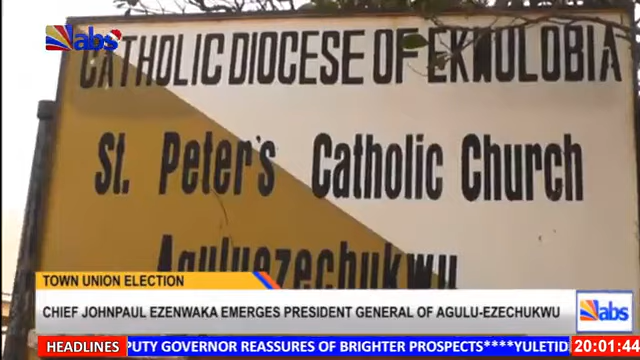 abs
CATHOLIC DIOCESE OF EKWULOBIA
St. Peter's Catholic Church
Aguluezechukwu
TOWN UNION ELECTION
CHIEF JOHNPAUL EZENWAKA EMERGES PRESIDENT GENERAL OF AGULU-EZECHUKWU
abs
HEADLINES PUTY GOVERNOR REASSURES OF BRIGHTER PROSPECTS****YULETID 20:01:44